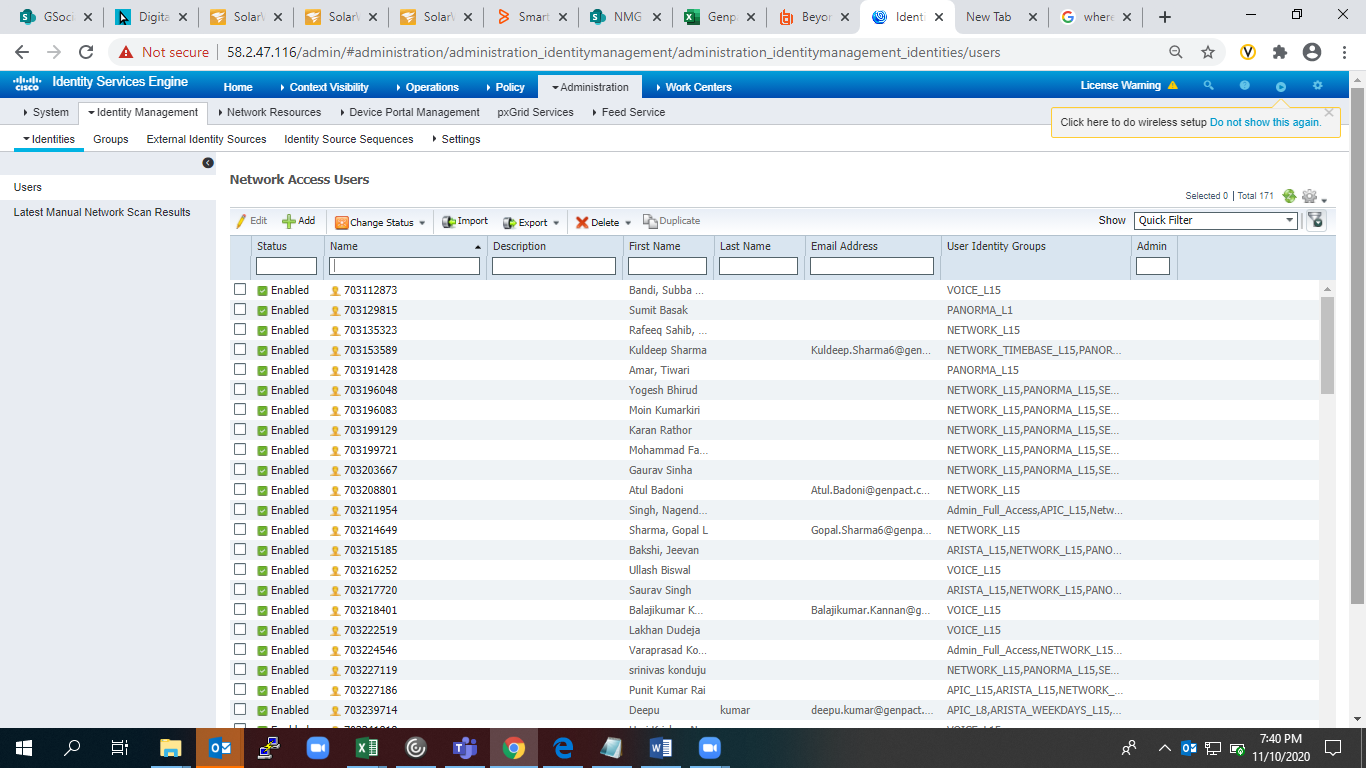 GSoci Digita SolarV SolarV SolarV Smart NMG Genp Beyor Identi New Tab where
Not secure 58.2.47.116/admin/#administration/administration_identitymanagement/administration_identitymanagement_identities/users
cisco Identity Services Engine Home Context Visibility Operations Policy Administration Work Centers License Warning
System Identity Management Network Resources Device Portal Management pxGrid Services Feed Service
Click here to do wireless setup Do not show this again.
Identities Groups External Identity Sources Identity Source Sequences Settings
Users
Latest Manual Network Scan Results
Network Access Users
Selected 0 | Total 171
Edit Add Change Status Import Export Delete Duplicate Show Quick Filter
Status Name Description First Name Last Name Email Address User Identity Groups Admin
Enabled 703112873 Bandi, Subba ... VOICE_L15
Enabled 703129815 Sumit Basak PANORMA_L1
Enabled 703135323 Rafeeq Sahib, ... NETWORK_L15
Enabled 703153589 Kuldeep Sharma Kuldeep.Sharma6@gen... NETWORK_TIMEBASE_L15,PANOR...
Enabled 703191428 Amar, Tiwari PANORMA_L15
Enabled 703196048 Yogesh Bhirud NETWORK_L15,PANORMA_L15,SE...
Enabled 703196083 Moin Kumarkiri NETWORK_L15,PANORMA_L15,SE...
Enabled 703199129 Karan Rathor NETWORK_L15,PANORMA_L15,SE...
Enabled 703199721 Mohammad Fa... NETWORK_L15,PANORMA_L15,SE...
Enabled 703203667 Gaurav Sinha NETWORK_L15,PANORMA_L15,SE...
Enabled 703208801 Atul Badoni Atul.Badoni@genpact.c... NETWORK_L15
Enabled 703211954 Singh, Nagend... Admin_Full_Access,APIC_L15,Netw...
Enabled 703214649 Sharma, Gopal L Gopal.Sharma6@genpa... NETWORK_L15
Enabled 703215185 Bakshi, Jeevan ARISTA_L15,NETWORK_L15,PANO...
Enabled 703216252 Ullash Biswal VOICE_L15
Enabled 703217720 Saurav Singh ARISTA_L15,NETWORK_L15,PANO...
Enabled 703218401 Balajikumar K... Balajikumar.Kannan@g... VOICE_L15
Enabled 703222519 Lakhan Dudeja VOICE_L15
Enabled 703224546 Varaprasad Ko... Admin_Full_Access,NETWORK_L15...
Enabled 703227119 srinivas konduju NETWORK_L15,PANORMA_L15,SE...
Enabled 703227186 Punit Kumar Rai APIC_L15,ARISTA_L15,NETWORK_...
Enabled 703239714 Deepu kumar deepu.kumar@genpact.... APIC_L8,ARISTA_WEEKDAYS_L15,...
7:40 PM
11/10/2020